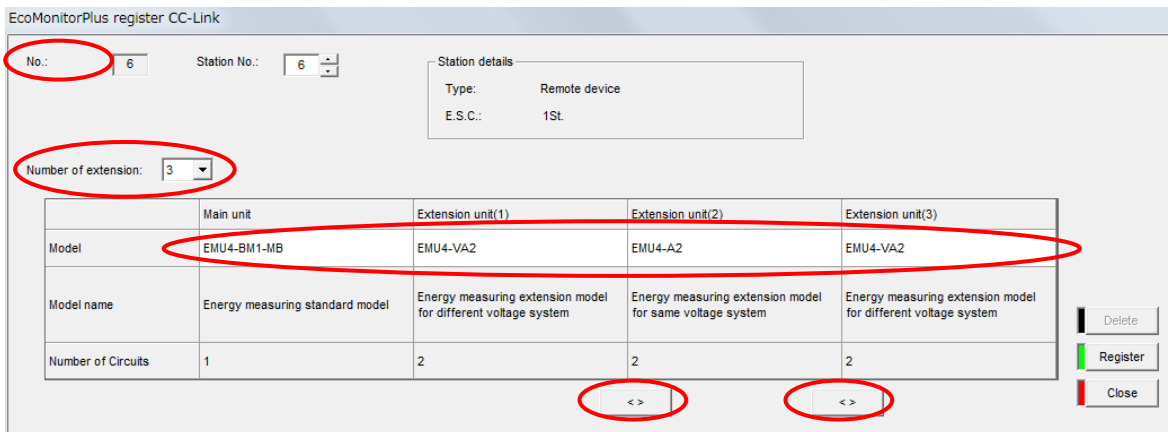 EcoMonitorPlus register CC-Link
No.: 6 Station No.: 6
Station details
Type: Remote device
E.S.C.: 1St.
Number of extension: 3
Main unit Extension unit(1) Extension unit(2) Extension unit(3)
Model EMU4-BM1-MB EMU4-VA2 EMU4-A2 EMU4-VA2
Model name Energy measuring standard model Energy measuring extension model for different voltage system Energy measuring extension model for same voltage system Energy measuring extension model for different voltage system
Number of Circuits 1 2 2 2
< > < >
Delete
Register
Close